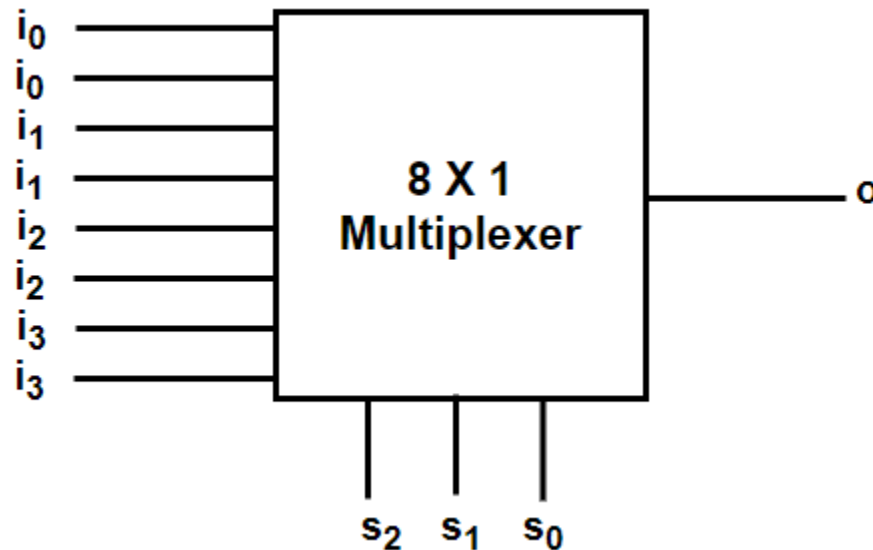 i₀
i₀
i₁
i₁
i₂
i₂
i₃
i₃
8 X 1
Multiplexer
o
s₂ s₁ s₀